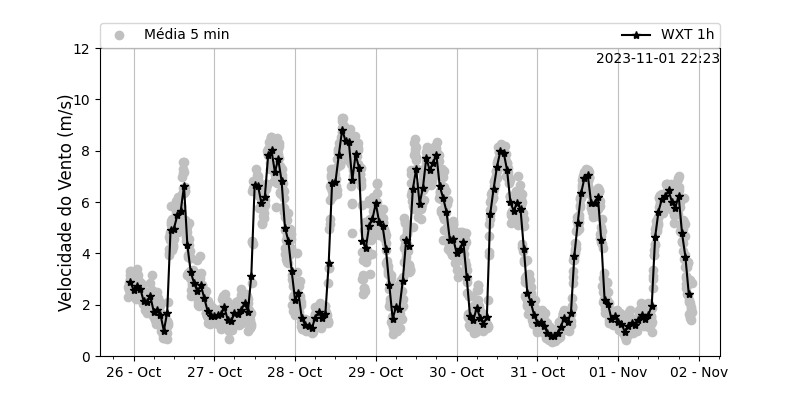 Média 5 min
WXT 1h
2023-11-01 22:23
Velocidade do Vento (m/s)
12
10
8
6
4
2
0
26 - Oct
27 - Oct
28 - Oct
29 - Oct
30 - Oct
31 - Oct
01 - Nov
02 - Nov